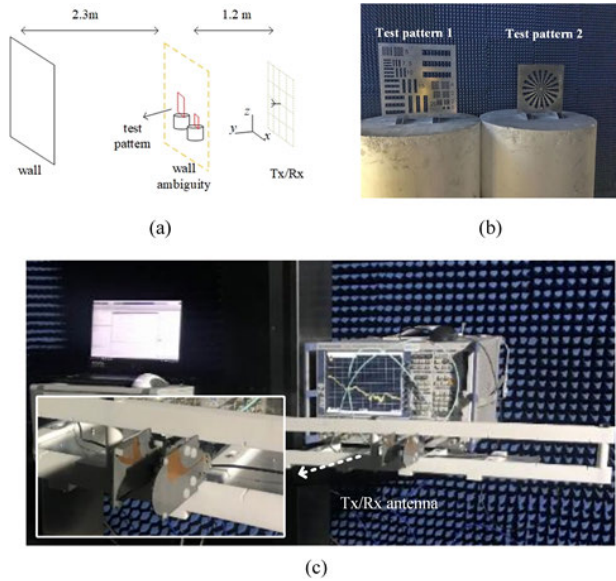 2.3m
1.2 m
z
y
x
test
pattern
wall
wall
ambiguity
Tx/Rx
(a)
Test pattern 1
Test pattern 2
(b)
Tx/Rx antenna
(c)